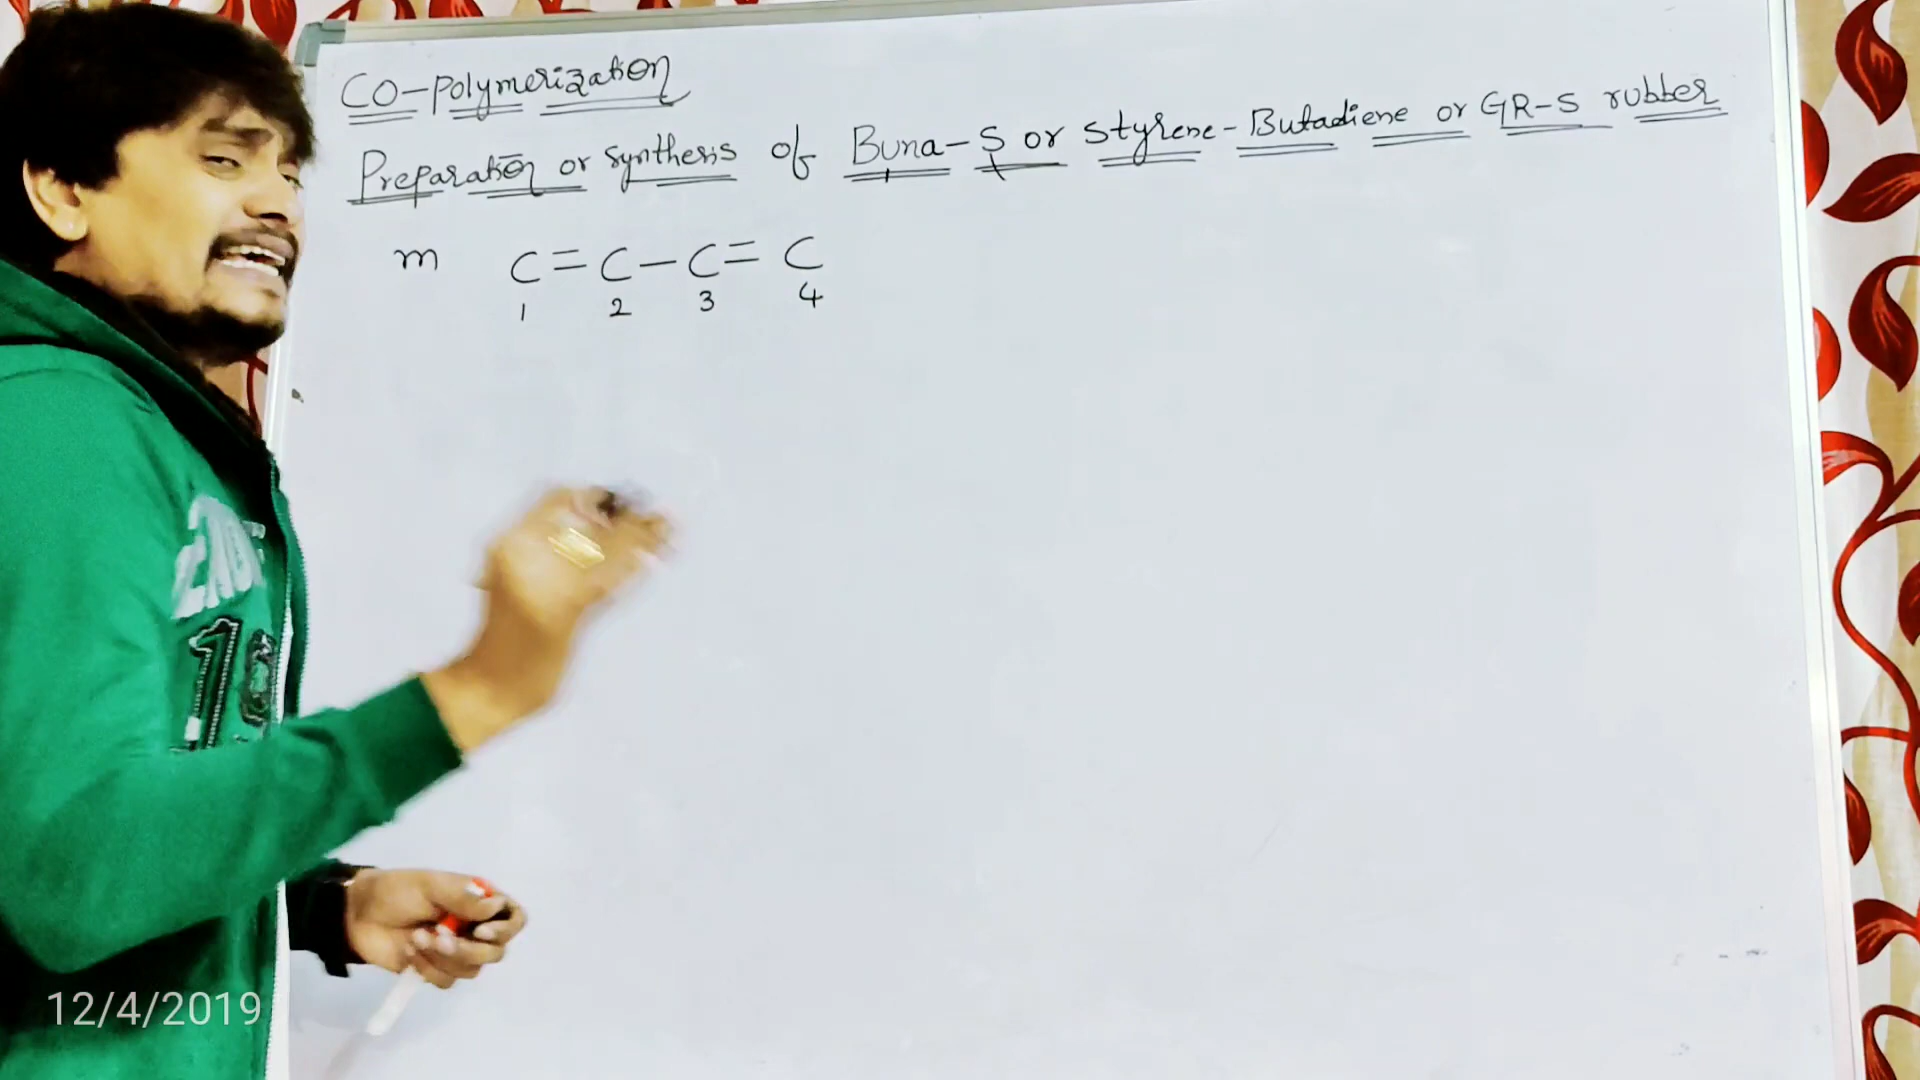 CO-Polymerization
Preparation or synthesis of Buna-S or Styrene-Butadiene or GR-S rubber
m C=C-C=C
1 2 3 4
12/4/2019